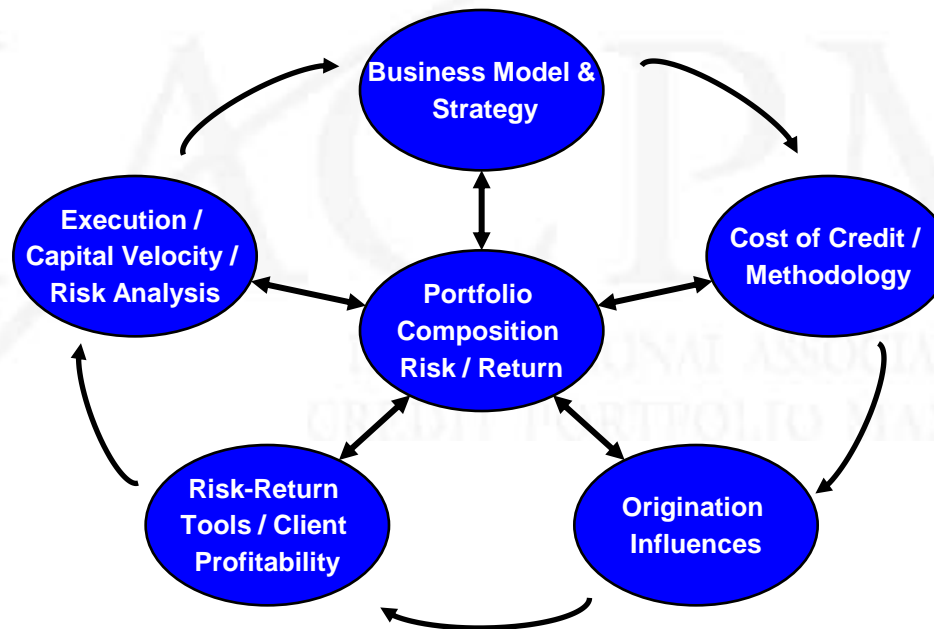 Business Model &
Strategy
Execution /
Capital Velocity /
Risk Analysis
Cost of Credit /
Methodology
Portfolio
Composition
Risk / Return
Risk-Return
Tools / Client
Profitability
Origination
Influences